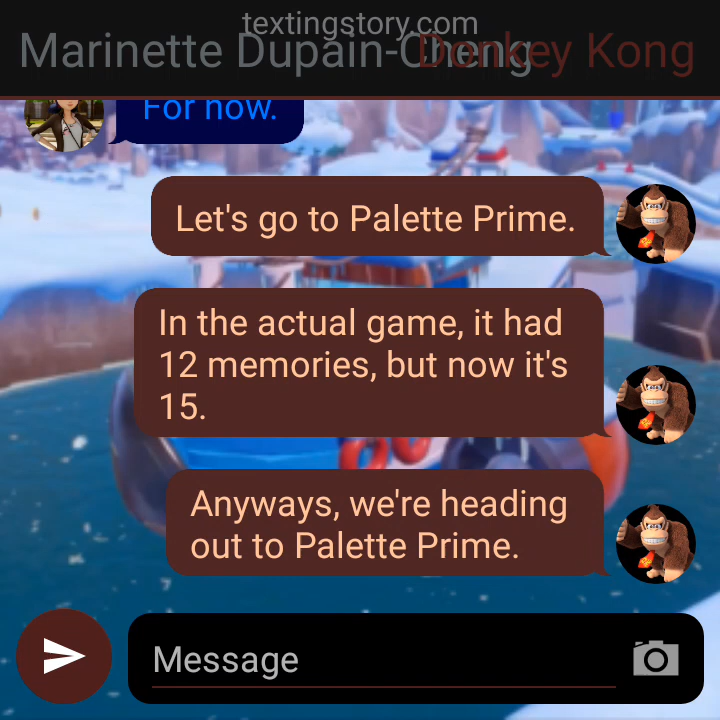 textingstory.com
Marinette Dupain-Cheng
Donkey Kong
For now.
Let's go to Palette Prime.
In the actual game, it had
12 memories, but now it's
15.
Anyways, we're heading
out to Palette Prime.
Message